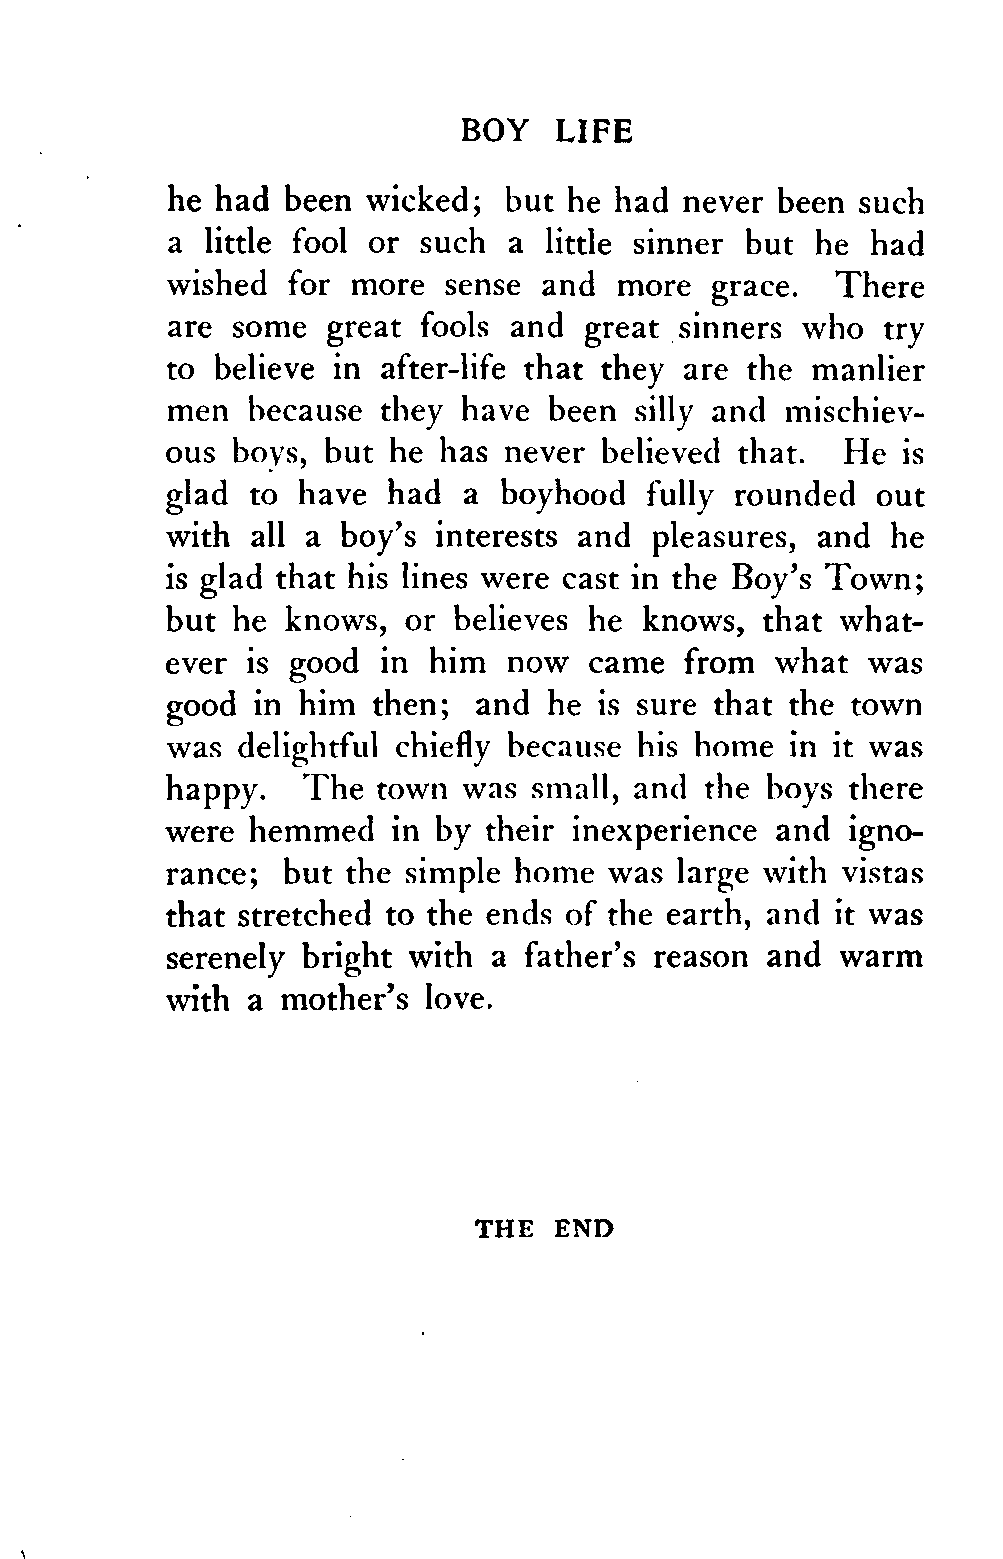 BOY LIFE
he had been wicked; but he had never been such
a little fool or such a little sinner but he had
wished for more sense and more grace. There
are some great fools and great sinners who try
to believe in after-life that they are the manlier
men because they have been silly and mischiev-
ous boys, but he has never believed that. He is
glad to have had a boyhood fully rounded out
with all a boy's interests and pleasures, and he
is glad that his lines were cast in the Boy's Town;
but he knows, or believes he knows, that what-
ever is good in him now came from what was
good in him then; and he is sure that the town
was delightful chiefly because his home in it was
happy. The town was small, and the boys there
were hemmed in by their inexperience and igno-
rance; but the simple home was large with vistas
that stretched to the ends of the earth, and it was
serenely bright with a father's reason and warm
with a mother's love.
THE END